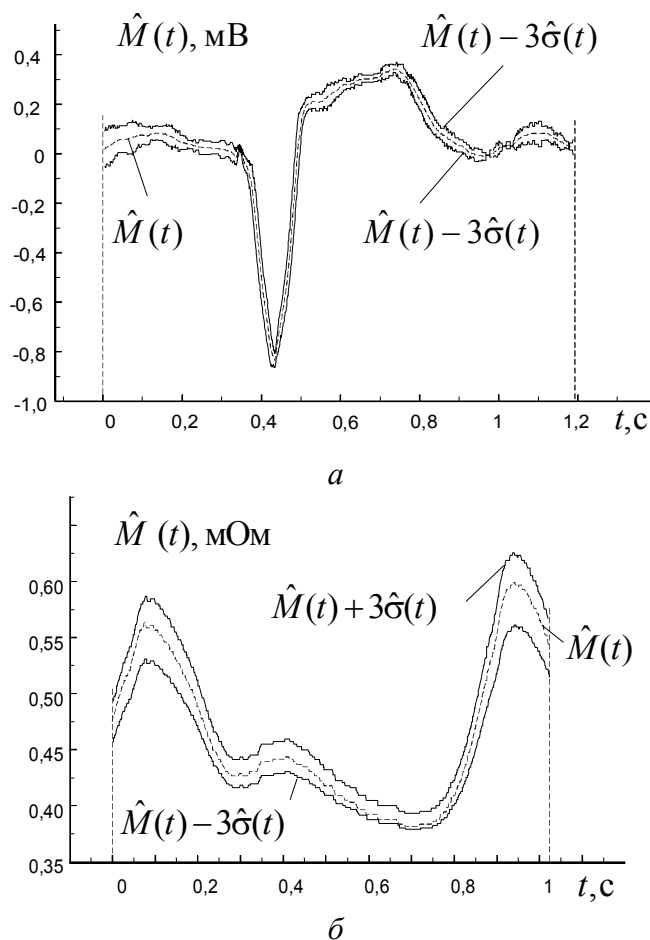 M̂(t), мВ
0,4
0,2
0
-0,2
-0,4
-0,6
-0,8
-1,0
M̂(t) − 3σ̂(t)
M̂(t)
M̂(t) − 3σ̂(t)
0 0,2 0,4 0,6 0,8 1 1,2 t,с
а
M̂ (t), мОм
0,60
0,55
0,50
0,45
0,40
0,35
M̂(t) + 3σ̂(t)
M̂(t)
M̂(t) − 3σ̂(t)
0 0,2 0,4 0,6 0,8 1 t,с
б